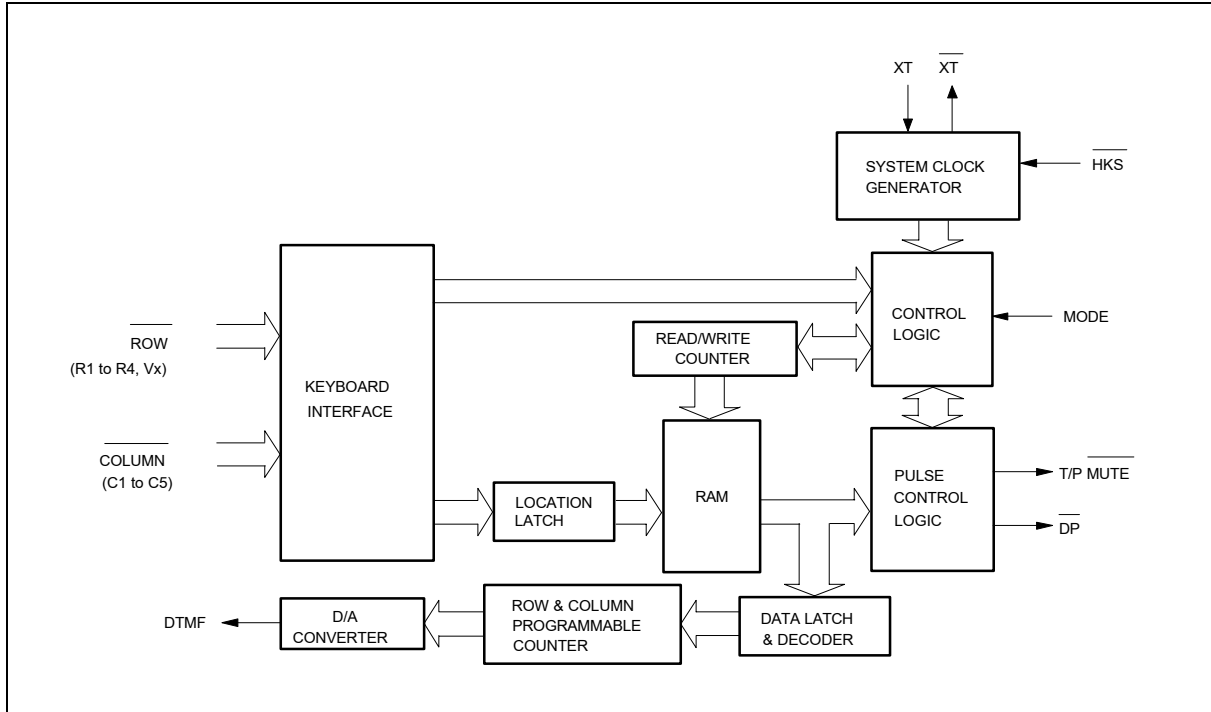 XT XT
SYSTEM CLOCK
GENERATOR
HKS
KEYBOARD
INTERFACE
ROW
(R1 to R4, Vx)
COLUMN
(C1 to C5)
READ/WRITE
COUNTER
CONTROL
LOGIC
MODE
LOCATION
LATCH
RAM
PULSE
CONTROL
LOGIC
T/P MUTE
DP
DTMF
D/A
CONVERTER
ROW & COLUMN
PROGRAMMABLE
COUNTER
DATA LATCH
& DECODER